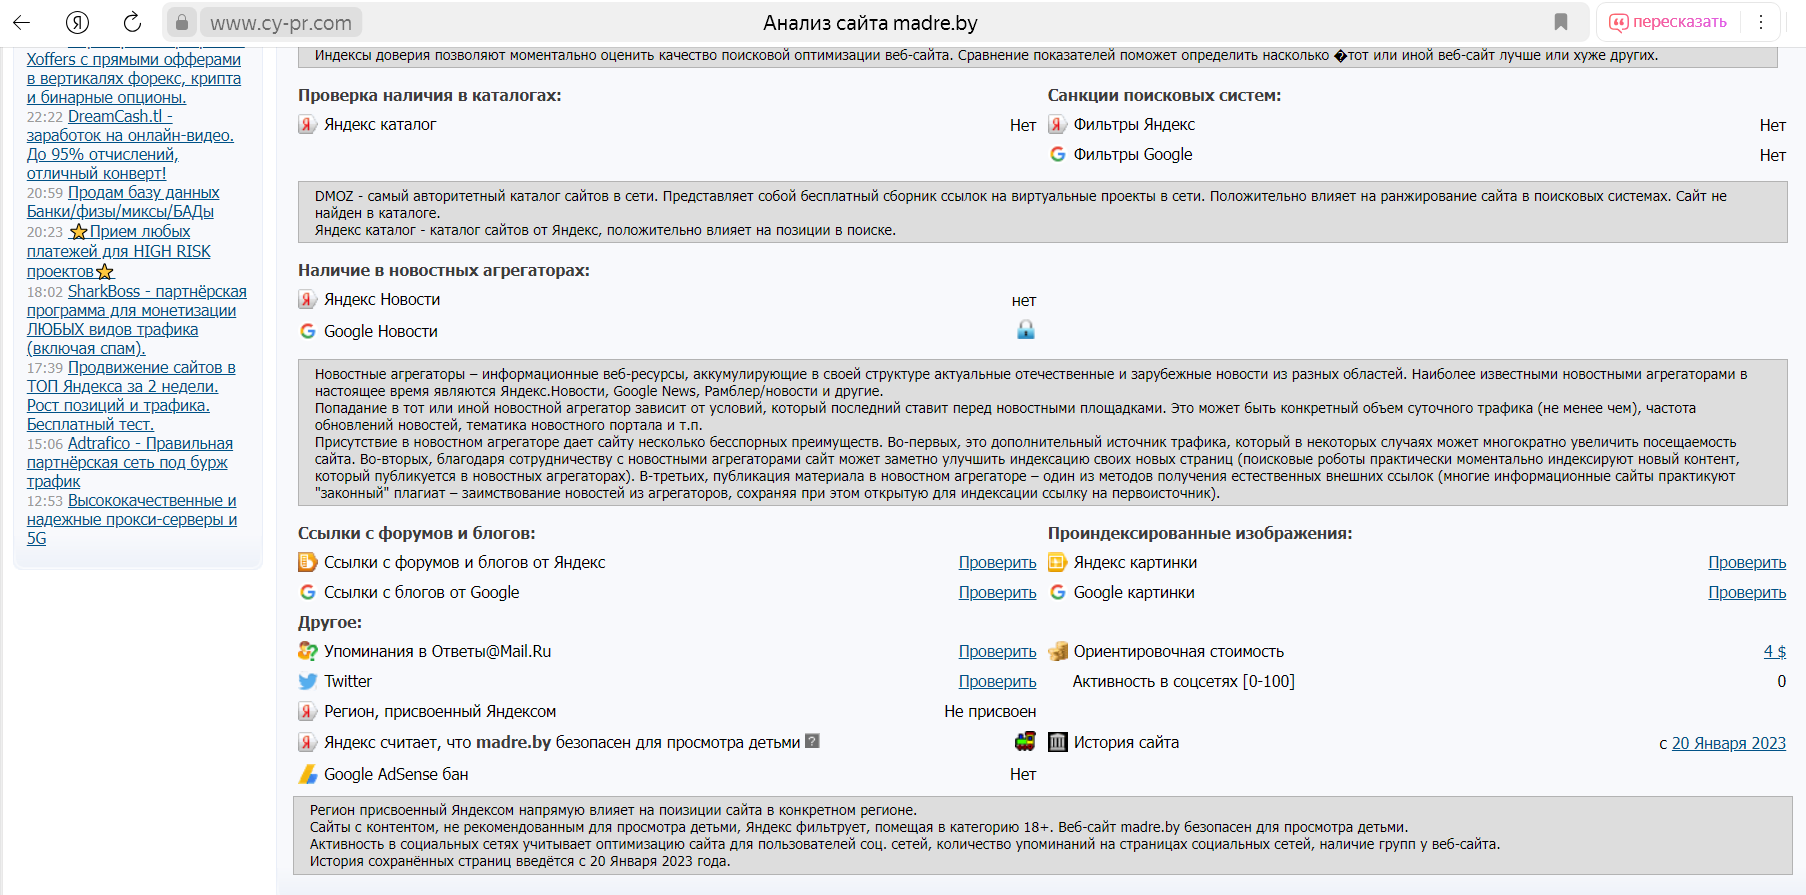 www.cy-pr.com
Анализ сайта madre.by
пересказать
Xoffers с прямыми офферами
в вертикалях форекс, крипта
и бинарные опционы.
22:22 DreamCash.tl -
заработок на онлайн-видео.
До 95% отчислений,
отличный конверт!
20:59 Продам базу данных
Банки/физы/миксы/БАДы
20:23 ⭐Прием любых
платежей для HIGH RISK
проектов⭐
18:02 SharkBoss - партнёрская
программа для монетизации
ЛЮБЫХ видов трафика
(включая спам).
17:39 Продвижение сайтов в
ТОП Яндекса за 2 недели.
Рост позиций и трафика.
Бесплатный тест.
15:06 Adtrafico - Правильная
партнёрская сеть под бурж
трафик
12:53 Высококачественные и
надежные прокси-серверы и
5G
Индексы доверия позволяют моментально оценить качество поисковой оптимизации веб-сайта. Сравнение показателей поможет определить насколько �тот или иной веб-сайт лучше или хуже других.
Проверка наличия в каталогах:
Яндекс каталог Нет
Санкции поисковых систем:
Фильтры Яндекс Нет
Фильтры Google Нет
DMOZ - самый авторитетный каталог сайтов в сети. Представляет собой бесплатный сборник ссылок на виртуальные проекты в сети. Положительно влияет на ранжирование сайта в поисковых системах. Сайт не
найден в каталоге.
Яндекс каталог - каталог сайтов от Яндекс, положительно влияет на позиции в поиске.
Наличие в новостных агрегаторах:
Яндекс Новости нет
Google Новости
Новостные агрегаторы – информационные веб-ресурсы, аккумулирующие в своей структуре актуальные отечественные и зарубежные новости из разных областей. Наиболее известными новостными агрегаторами в
настоящее время являются Яндекс.Новости, Google News, Рамблер/новости и другие.
Попадание в тот или иной новостной агрегатор зависит от условий, который последний ставит перед новостными площадками. Это может быть конкретный объем суточного трафика (не менее чем), частота
обновлений новостей, тематика новостного портала и т.п.
Присутствие в новостном агрегаторе дает сайту несколько бесспорных преимуществ. Во-первых, это дополнительный источник трафика, который в некоторых случаях может многократно увеличить посещаемость
сайта. Во-вторых, благодаря сотрудничеству с новостными агрегаторами сайт может заметно улучшить индексацию своих новых страниц (поисковые роботы практически моментально индексируют новый контент,
который публикуется в новостных агрегаторах). В-третьих, публикация материала в новостном агрегаторе – один из методов получения естественных внешних ссылок (многие информационные сайты практикуют
"законный" плагиат – заимствование новостей из агрегаторов, сохраняя при этом открытую для индексации ссылку на первоисточник).
Ссылки с форумов и блогов:
Ссылки с форумов и блогов от Яндекс Проверить
Ссылки с блогов от Google Проверить
Проиндексированные изображения:
Яндекс картинки Проверить
Google картинки Проверить
Другое:
Упоминания в Ответы@Mail.Ru Проверить
Ориентировочная стоимость 4 $
Twitter Проверить
Активность в соцсетях [0-100] 0
Регион, присвоенный Яндексом Не присвоен
Яндекс считает, что madre.by безопасен для просмотра детьми ?
История сайта с 20 Января 2023
Google AdSense бан Нет
Регион присвоенный Яндексом напрямую влияет на поизиции сайта в конкретном регионе.
Сайты с контентом, не рекомендованным для просмотра детьми, Яндекс фильтрует, помещая в категорию 18+. Веб-сайт madre.by безопасен для просмотра детьми.
Активность в социальных сетях учитывает оптимизацию сайта для пользователей соц. сетей, количество упоминаний на страницах социальных сетей, наличие групп у веб-сайта.
История сохранённых страниц введётся с 20 Января 2023 года.